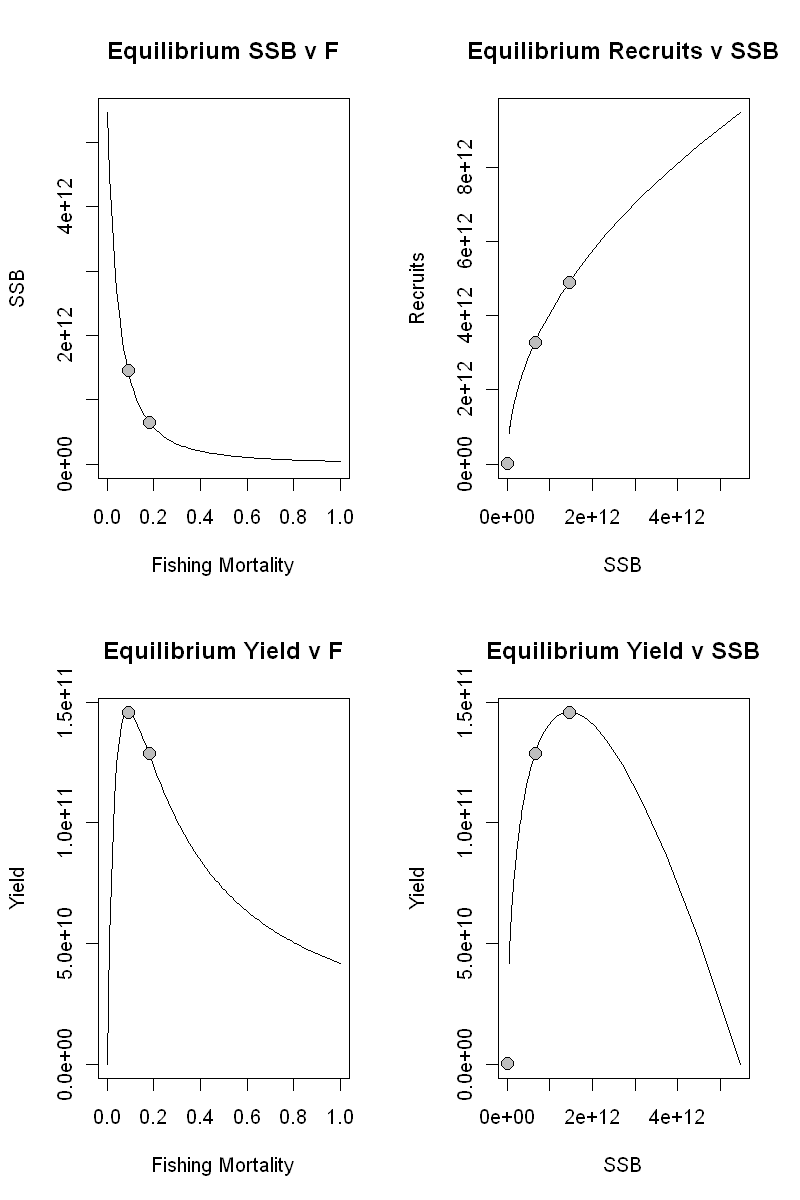 Equilibrium SSB v F
SSB
0e+00 2e+12 4e+12
0.0 0.2 0.4 0.6 0.8 1.0
Fishing Mortality
Equilibrium Recruits v SSB
Recruits
0e+00 2e+12 4e+12 6e+12 8e+12
0e+00 2e+12 4e+12
SSB
Equilibrium Yield v F
Yield
0.0e+00 5.0e+10 1.0e+11 1.5e+11
0.0 0.2 0.4 0.6 0.8 1.0
Fishing Mortality
Equilibrium Yield v SSB
Yield
0.0e+00 5.0e+10 1.0e+11 1.5e+11
0e+00 2e+12 4e+12
SSB